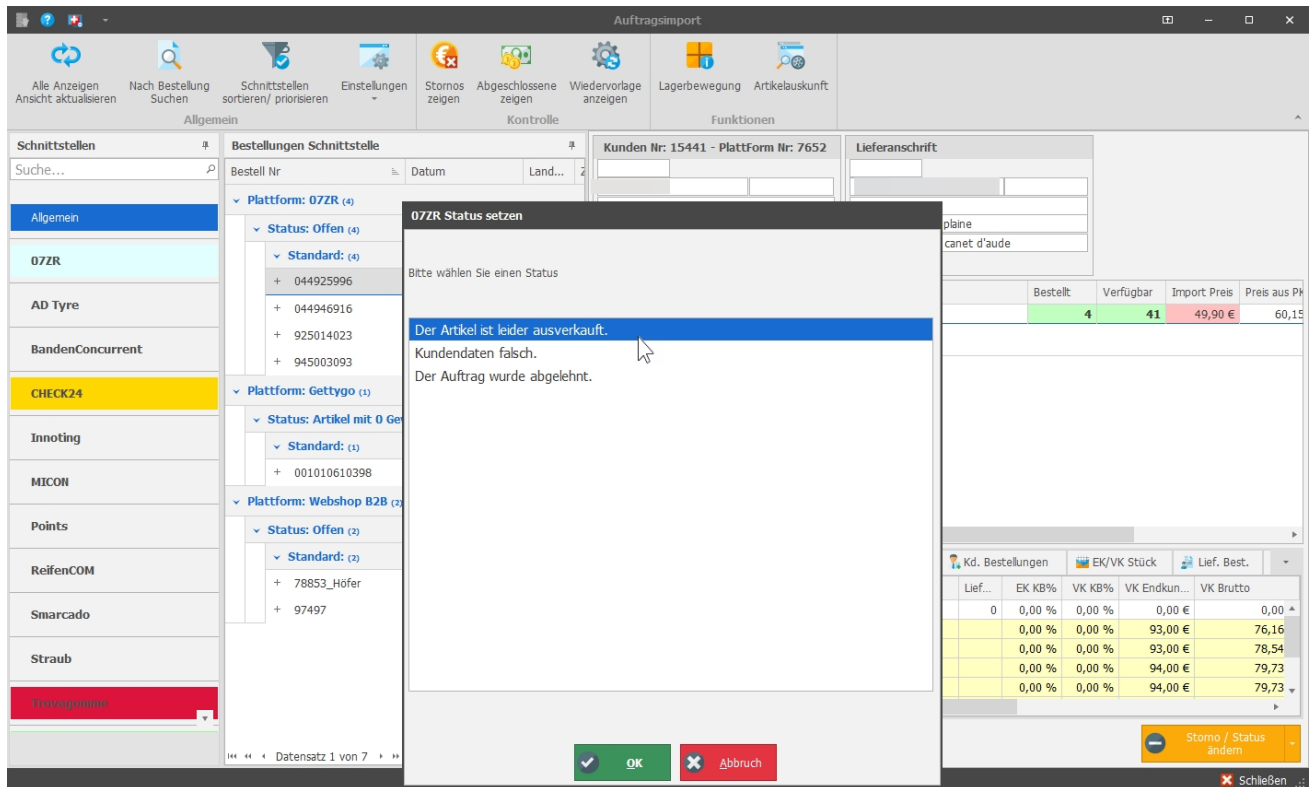 Auftragsimport
Alle Anzeigen
Ansicht aktualisieren
Nach Bestellung
Suchen
Schnittstellen
sortieren/ priorisieren
Einstellungen
Stornos
zeigen
Abgeschlossene
zeigen
Wiedervorlage
anzeigen
Lagerbewegung
Artikelauskunft
Allgemein
Kontrolle
Funktionen
Schnittstellen
Suche...
Allgemein
07ZR
AD Tyre
BandenConcurrent
CHECK24
Innoting
MICON
Points
ReifenCOM
Smarcado
Straub
Bestellungen Schnittstelle
Bestell Nr
Datum
Land...
Plattform: 07ZR (4)
Status: Offen (4)
Standard: (4)
044925996
044946916
925014023
945003093
Plattform: Gettygo (1)
Status: Artikel mit 0 Ge
Standard: (1)
001010610398
Plattform: Webshop B2B (2)
Status: Offen (2)
Standard: (2)
78853_Höfer
97497
Datensatz 1 von 7
Kunden Nr: 15441 - PlattForm Nr: 7652
Lieferanschrift
plaine
canet d'aude
07ZR Status setzen
Bitte wählen Sie einen Status
Der Artikel ist leider ausverkauft.
Kundendaten falsch.
Der Auftrag wurde abgelehnt.
OK
Abbruch
Bestellt Verfügbar Import Preis Preis aus PK
4 41 49,90 € 60,15
Kd. Bestellungen EK/VK Stück Lief. Best.
Lief... EK KB% VK KB% VK Endkun... VK Brutto
0 0,00 % 0,00 % 0,00 € 0,00
0,00 % 0,00 % 93,00 € 76,16
0,00 % 0,00 % 93,00 € 78,54
0,00 % 0,00 % 94,00 € 79,73
0,00 % 0,00 % 94,00 € 79,73
Storno / Status
ändern
Schließen